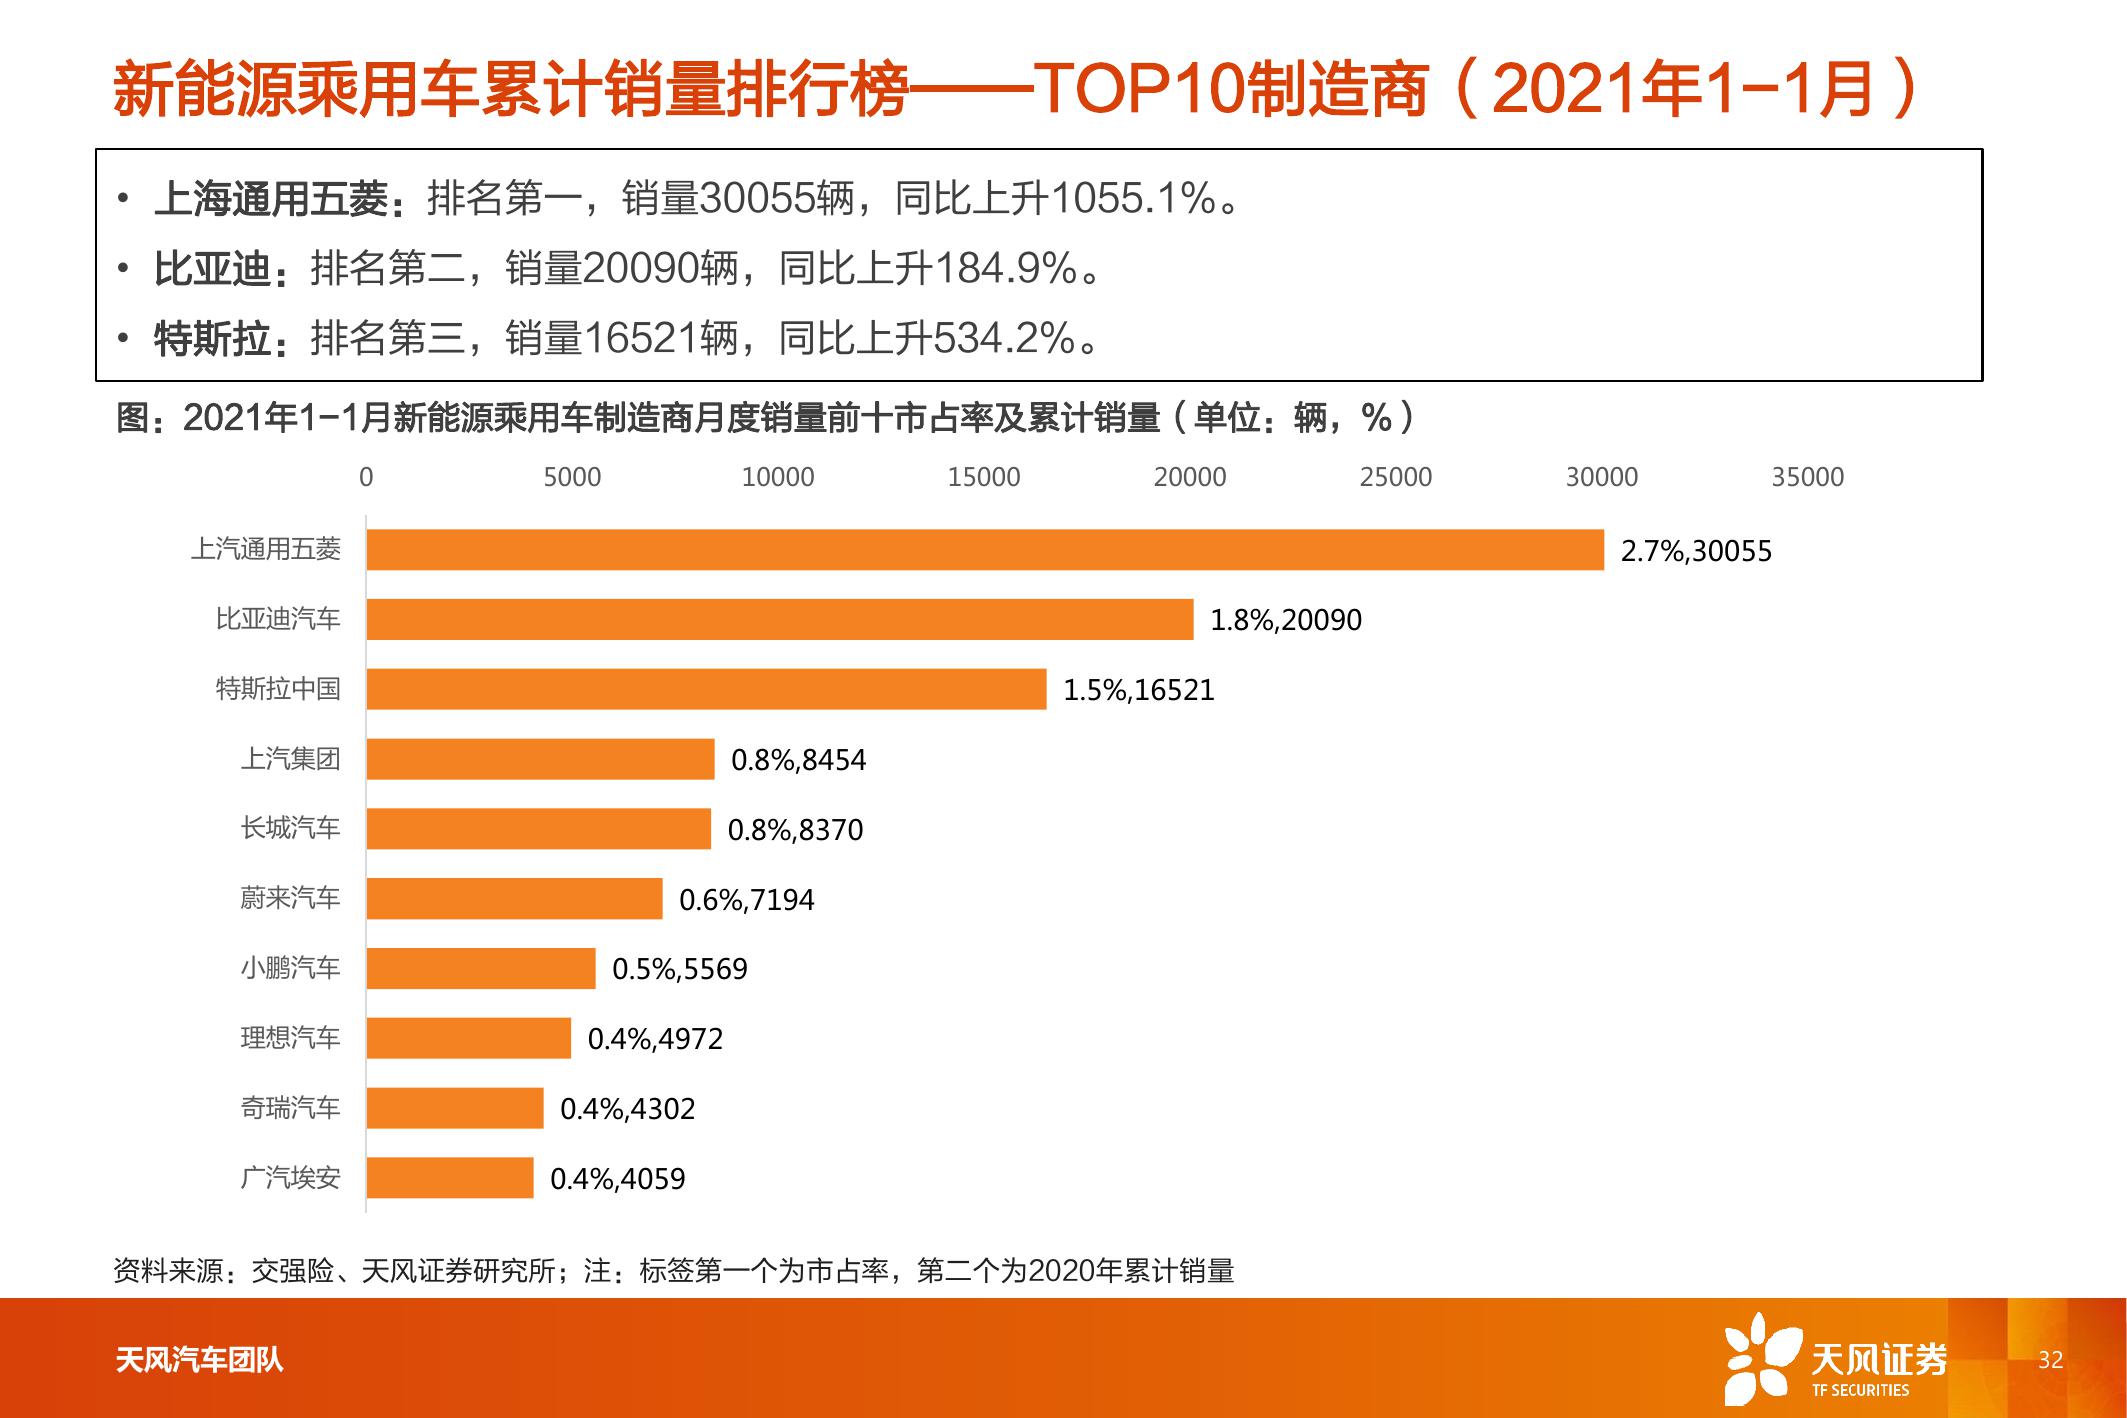 新能源乘用车累计销量排行榜——TOP10制造商（2021年1-1月）
• 上海通用五菱：排名第一，销量30055辆，同比上升1055.1%。
• 比亚迪：排名第二，销量20090辆，同比上升184.9%。
• 特斯拉：排名第三，销量16521辆，同比上升534.2%。
图：2021年1-1月新能源乘用车制造商月度销量前十市占率及累计销量（单位：辆，%）
0 5000 10000 15000 20000 25000 30000 35000
上汽通用五菱 2.7%,30055
比亚迪汽车 1.8%,20090
特斯拉中国 1.5%,16521
上汽集团 0.8%,8454
长城汽车 0.8%,8370
蔚来汽车 0.6%,7194
小鹏汽车 0.5%,5569
理想汽车 0.4%,4972
奇瑞汽车 0.4%,4302
广汽埃安 0.4%,4059
资料来源：交强险、天风证券研究所；注：标签第一个为市占率，第二个为2020年累计销量
天风汽车团队
天风证券
TF SECURITIES
32